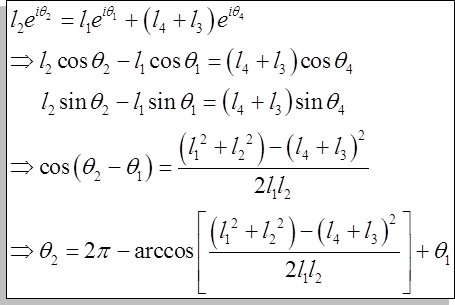 l₂e^{iθ₂} = l₁e^{iθ₁} + (l₄ + l₃)e^{iθ₄}
⇒ l₂ cos θ₂ − l₁ cos θ₁ = (l₄ + l₃) cos θ₄
l₂ sin θ₂ − l₁ sin θ₁ = (l₄ + l₃) sin θ₄
⇒ cos(θ₂ − θ₁) = ((l₁² + l₂²) − (l₄ + l₃)²) / (2l₁l₂)
⇒ θ₂ = 2π − arccos[((l₁² + l₂²) − (l₄ + l₃)²) / (2l₁l₂)] + θ₁